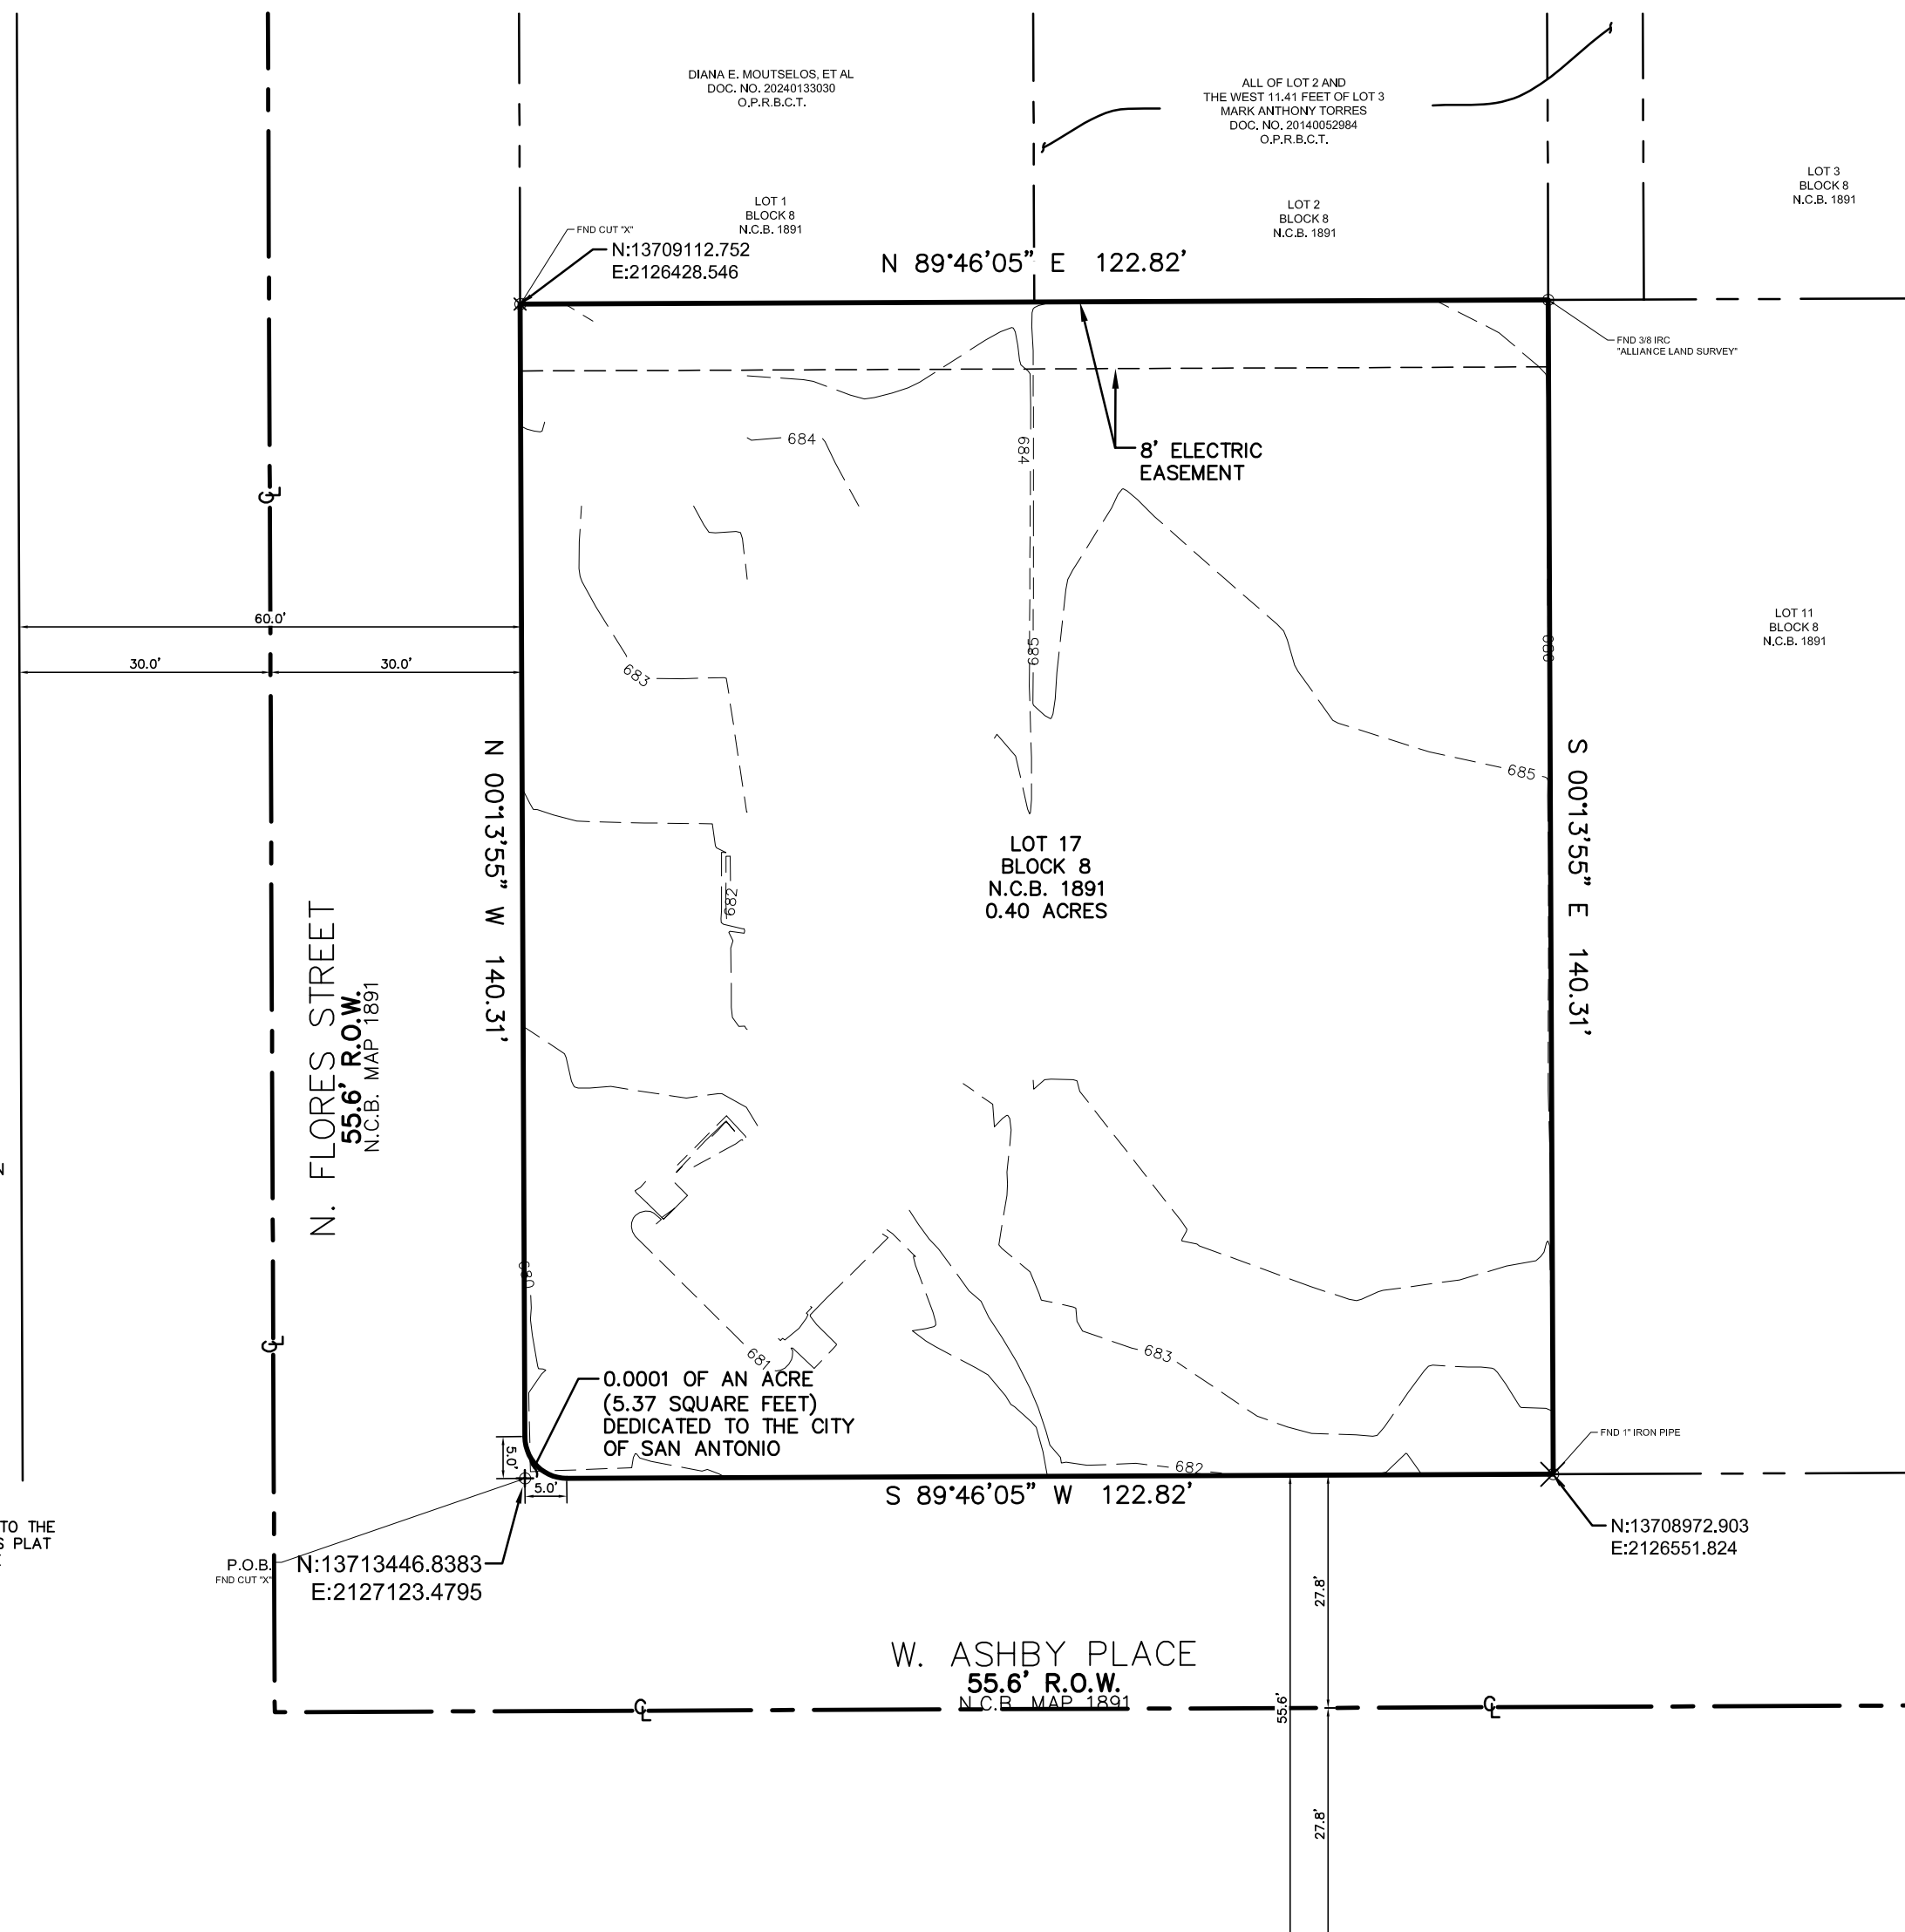 DIANA E. MOUTSELOS, ET AL
DOC. NO. 20240133030
O.P.R.B.C.T.
ALL OF LOT 2 AND
THE WEST 11.41 FEET OF LOT 3
MARK ANTHONY TORRES
DOC. NO. 20140052984
O.P.R.B.C.T.
LOT 1
BLOCK 8
N.C.B. 1891
LOT 2
BLOCK 8
N.C.B. 1891
LOT 3
BLOCK 8
N.C.B. 1891
FND CUT "X"
N:13709112.752
E:2126428.546
N 89°46'05" E 122.82'
FND 3/8 IRC
"ALLIANCE LAND SURVEY"
684
684
8' ELECTRIC
EASEMENT
℄
60.0'
30.0'
30.0'
683
685
LOT 11
BLOCK 8
N.C.B. 1891
685
N 00°13'55" W 140.31'
S 00°13'55" E 140.31'
LOT 17
BLOCK 8
N.C.B. 1891
0.40 ACRES
682
N. FLORES STREET
55.6' R.O.W.
N.C.B. MAP 1891
N
680
℄
681
683
0.0001 OF AN ACRE
(5.37 SQUARE FEET)
DEDICATED TO THE CITY
OF SAN ANTONIO
5.0'
5.0'
682
FND 1" IRON PIPE
S 89°46'05" W 122.82'
N:13708972.903
E:2126551.824
TO THE
S PLAT
P.O.B.
FND CUT "X"
N:13713446.8383
E:2127123.4795
27.8'
W. ASHBY PLACE
55.6' R.O.W.
N.C.B. MAP 1891
℄
℄
55.6'
27.8'